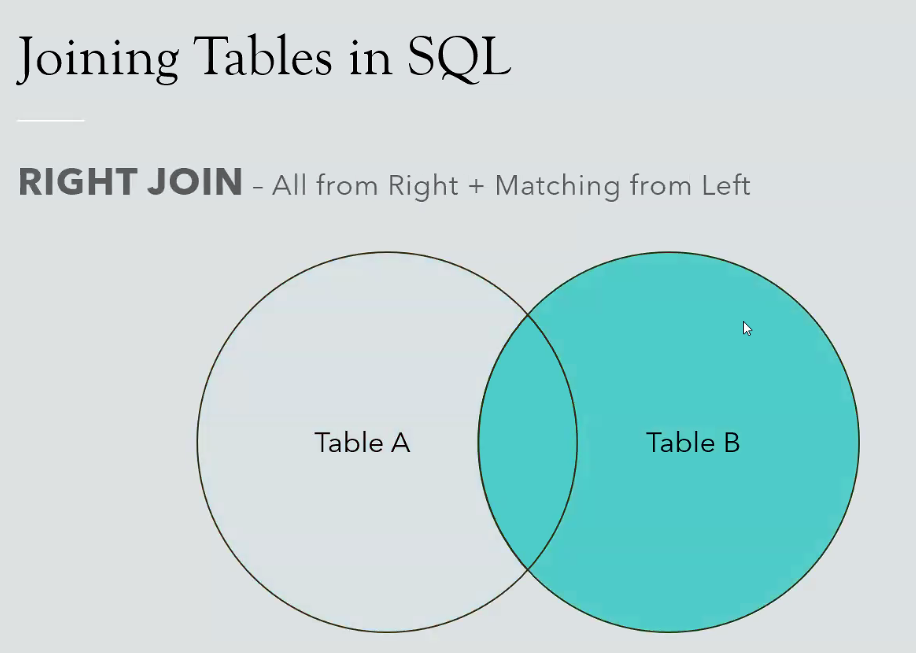 Joining Tables in SQL
RIGHT JOIN – All from Right + Matching from Left
Table A
Table B